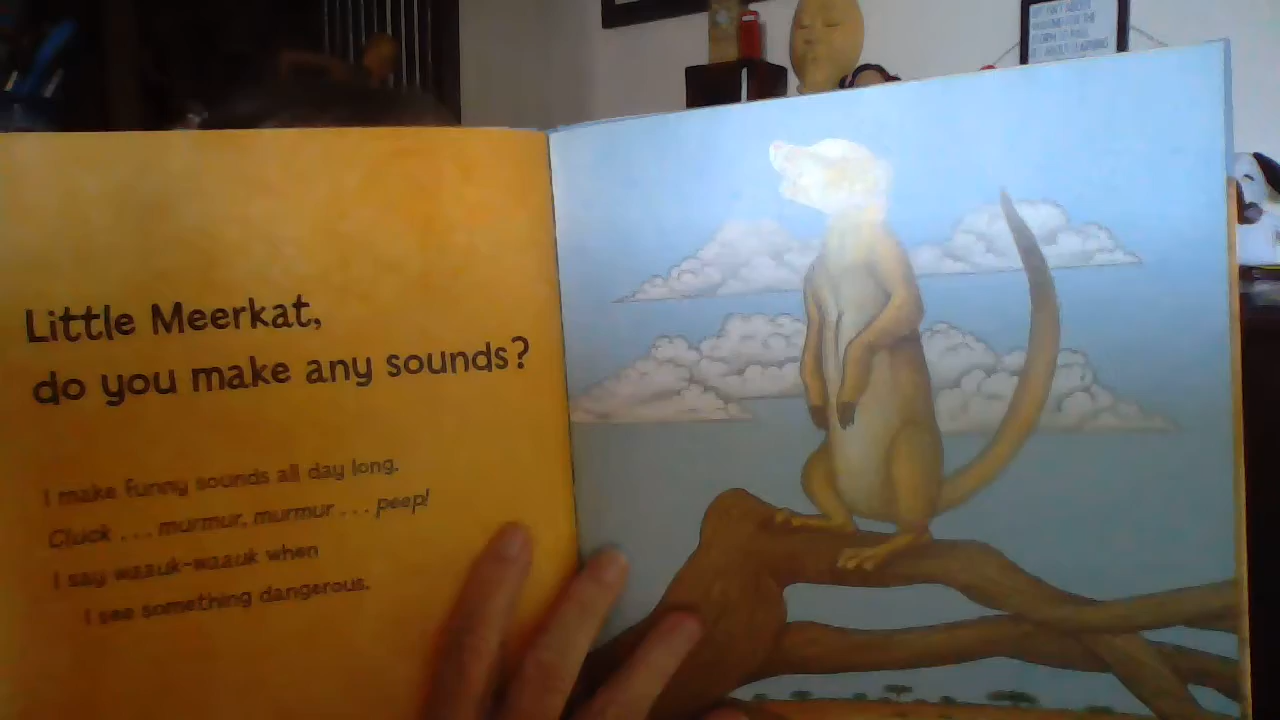 Little Meerkat,
do you make any sounds?
I make funny sounds all day long.
Cluck . . . murmur, murmur . . . peep!
I say waauk-waauk when
I see something dangerous.